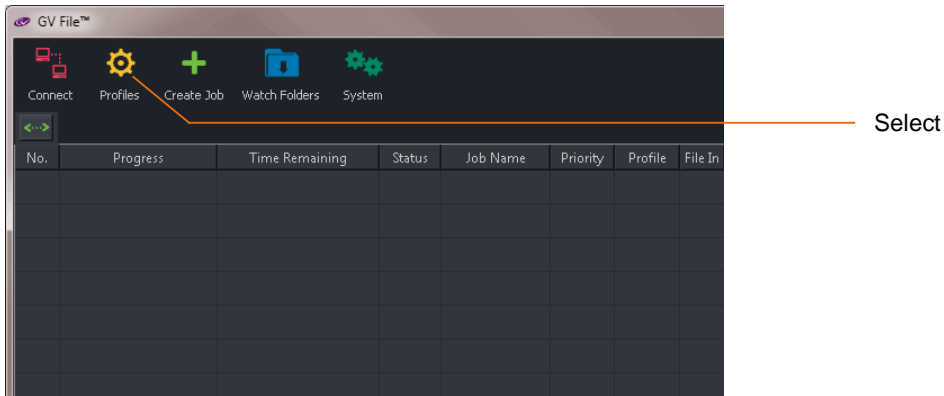 GV File™
Connect Profiles Create Job Watch Folders System
Select
No. Progress Time Remaining Status Job Name Priority Profile File In